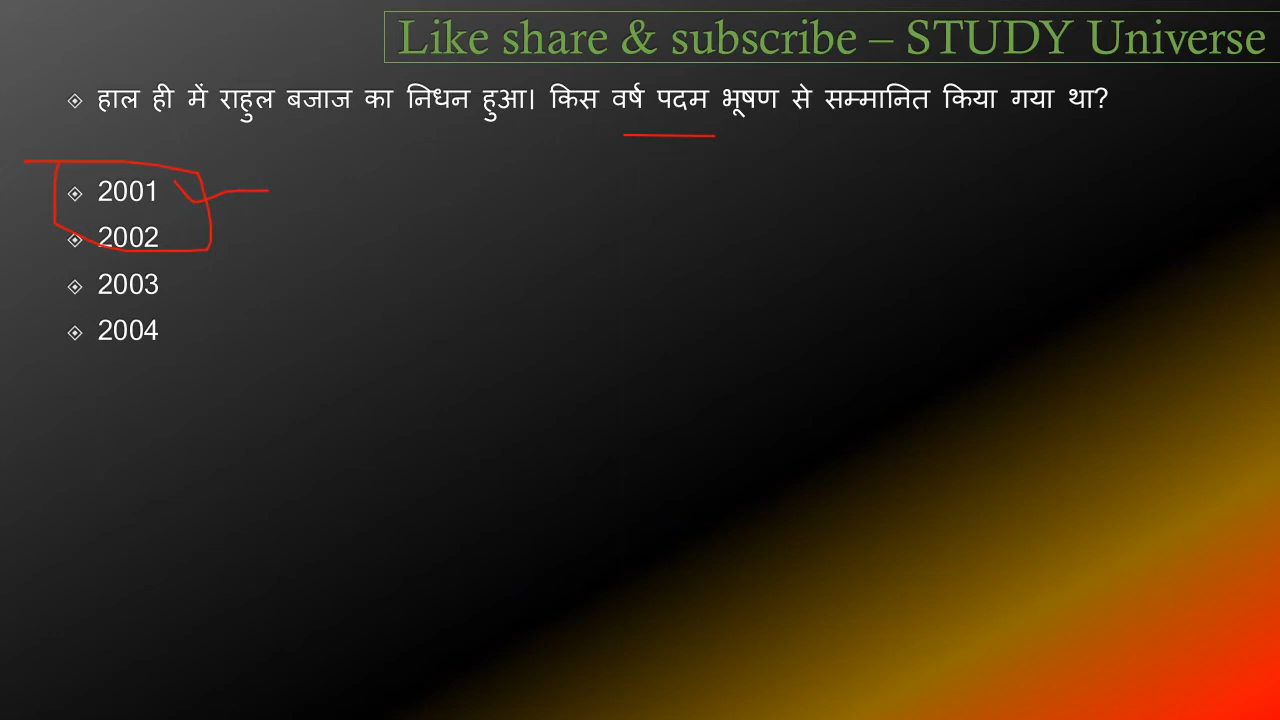 Like share & subscribe – STUDY Universe
हाल ही में राहुल बजाज का निधन हुआ। किस वर्ष पदम भूषण से सम्मानित किया गया था?
2001
2002
2003
2004